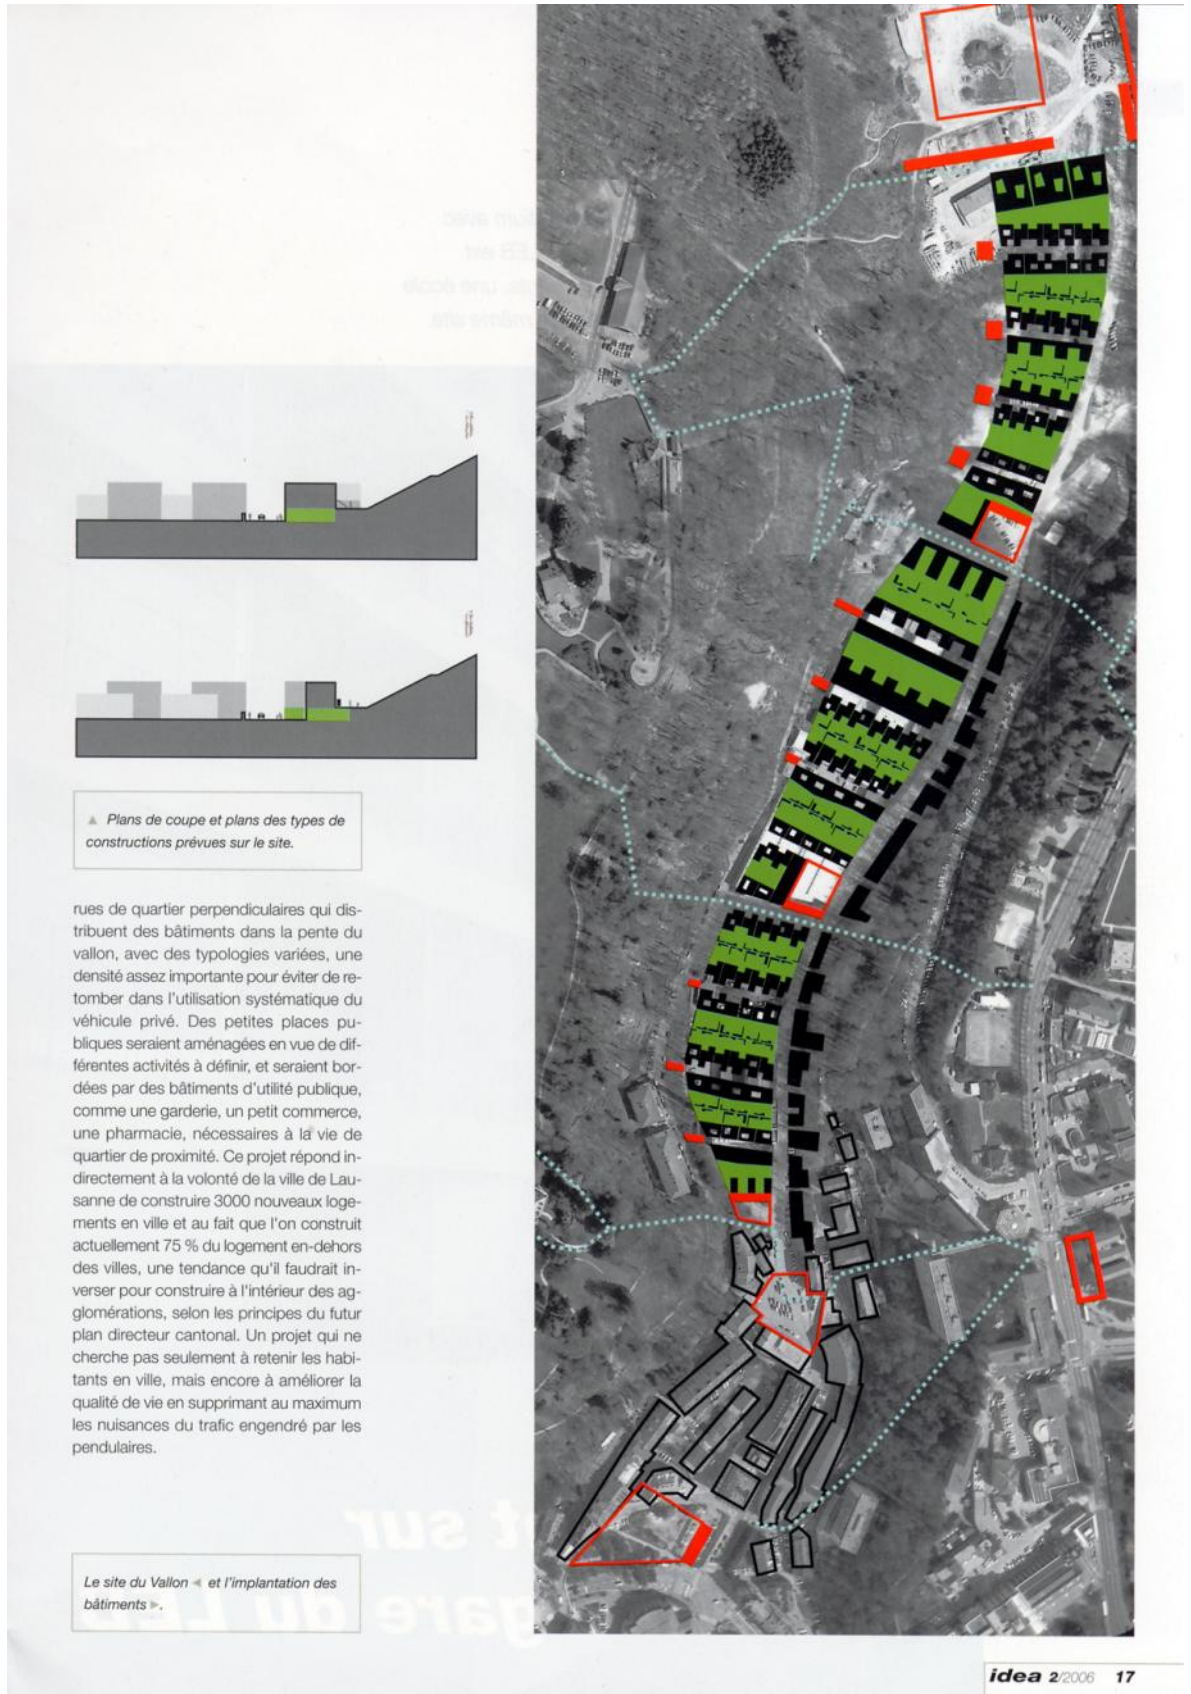 ▲ Plans de coupe et plans des types de
constructions prévues sur le site.
rues de quartier perpendiculaires qui dis-
tribuent des bâtiments dans la pente du
vallon, avec des typologies variées, une
densité assez importante pour éviter de re-
tomber dans l'utilisation systématique du
véhicule privé. Des petites places pu-
bliques seraient aménagées en vue de dif-
férentes activités à définir, et seraient bor-
dées par des bâtiments d'utilité publique,
comme une garderie, un petit commerce,
une pharmacie, nécessaires à la vie de
quartier de proximité. Ce projet répond in-
directement à la volonté de la ville de Lau-
sanne de construire 3000 nouveaux loge-
ments en ville et au fait que l'on construit
actuellement 75 % du logement en-dehors
des villes, une tendance qu'il faudrait in-
verser pour construire à l'intérieur des ag-
glomérations, selon les principes du futur
plan directeur cantonal. Un projet qui ne
cherche pas seulement à retenir les habi-
tants en ville, mais encore à améliorer la
qualité de vie en supprimant au maximum
les nuisances du trafic engendré par les
pendulaires.
Le site du Vallon ◄ et l'implantation des
bâtiments ►.
idea 2/2006 17